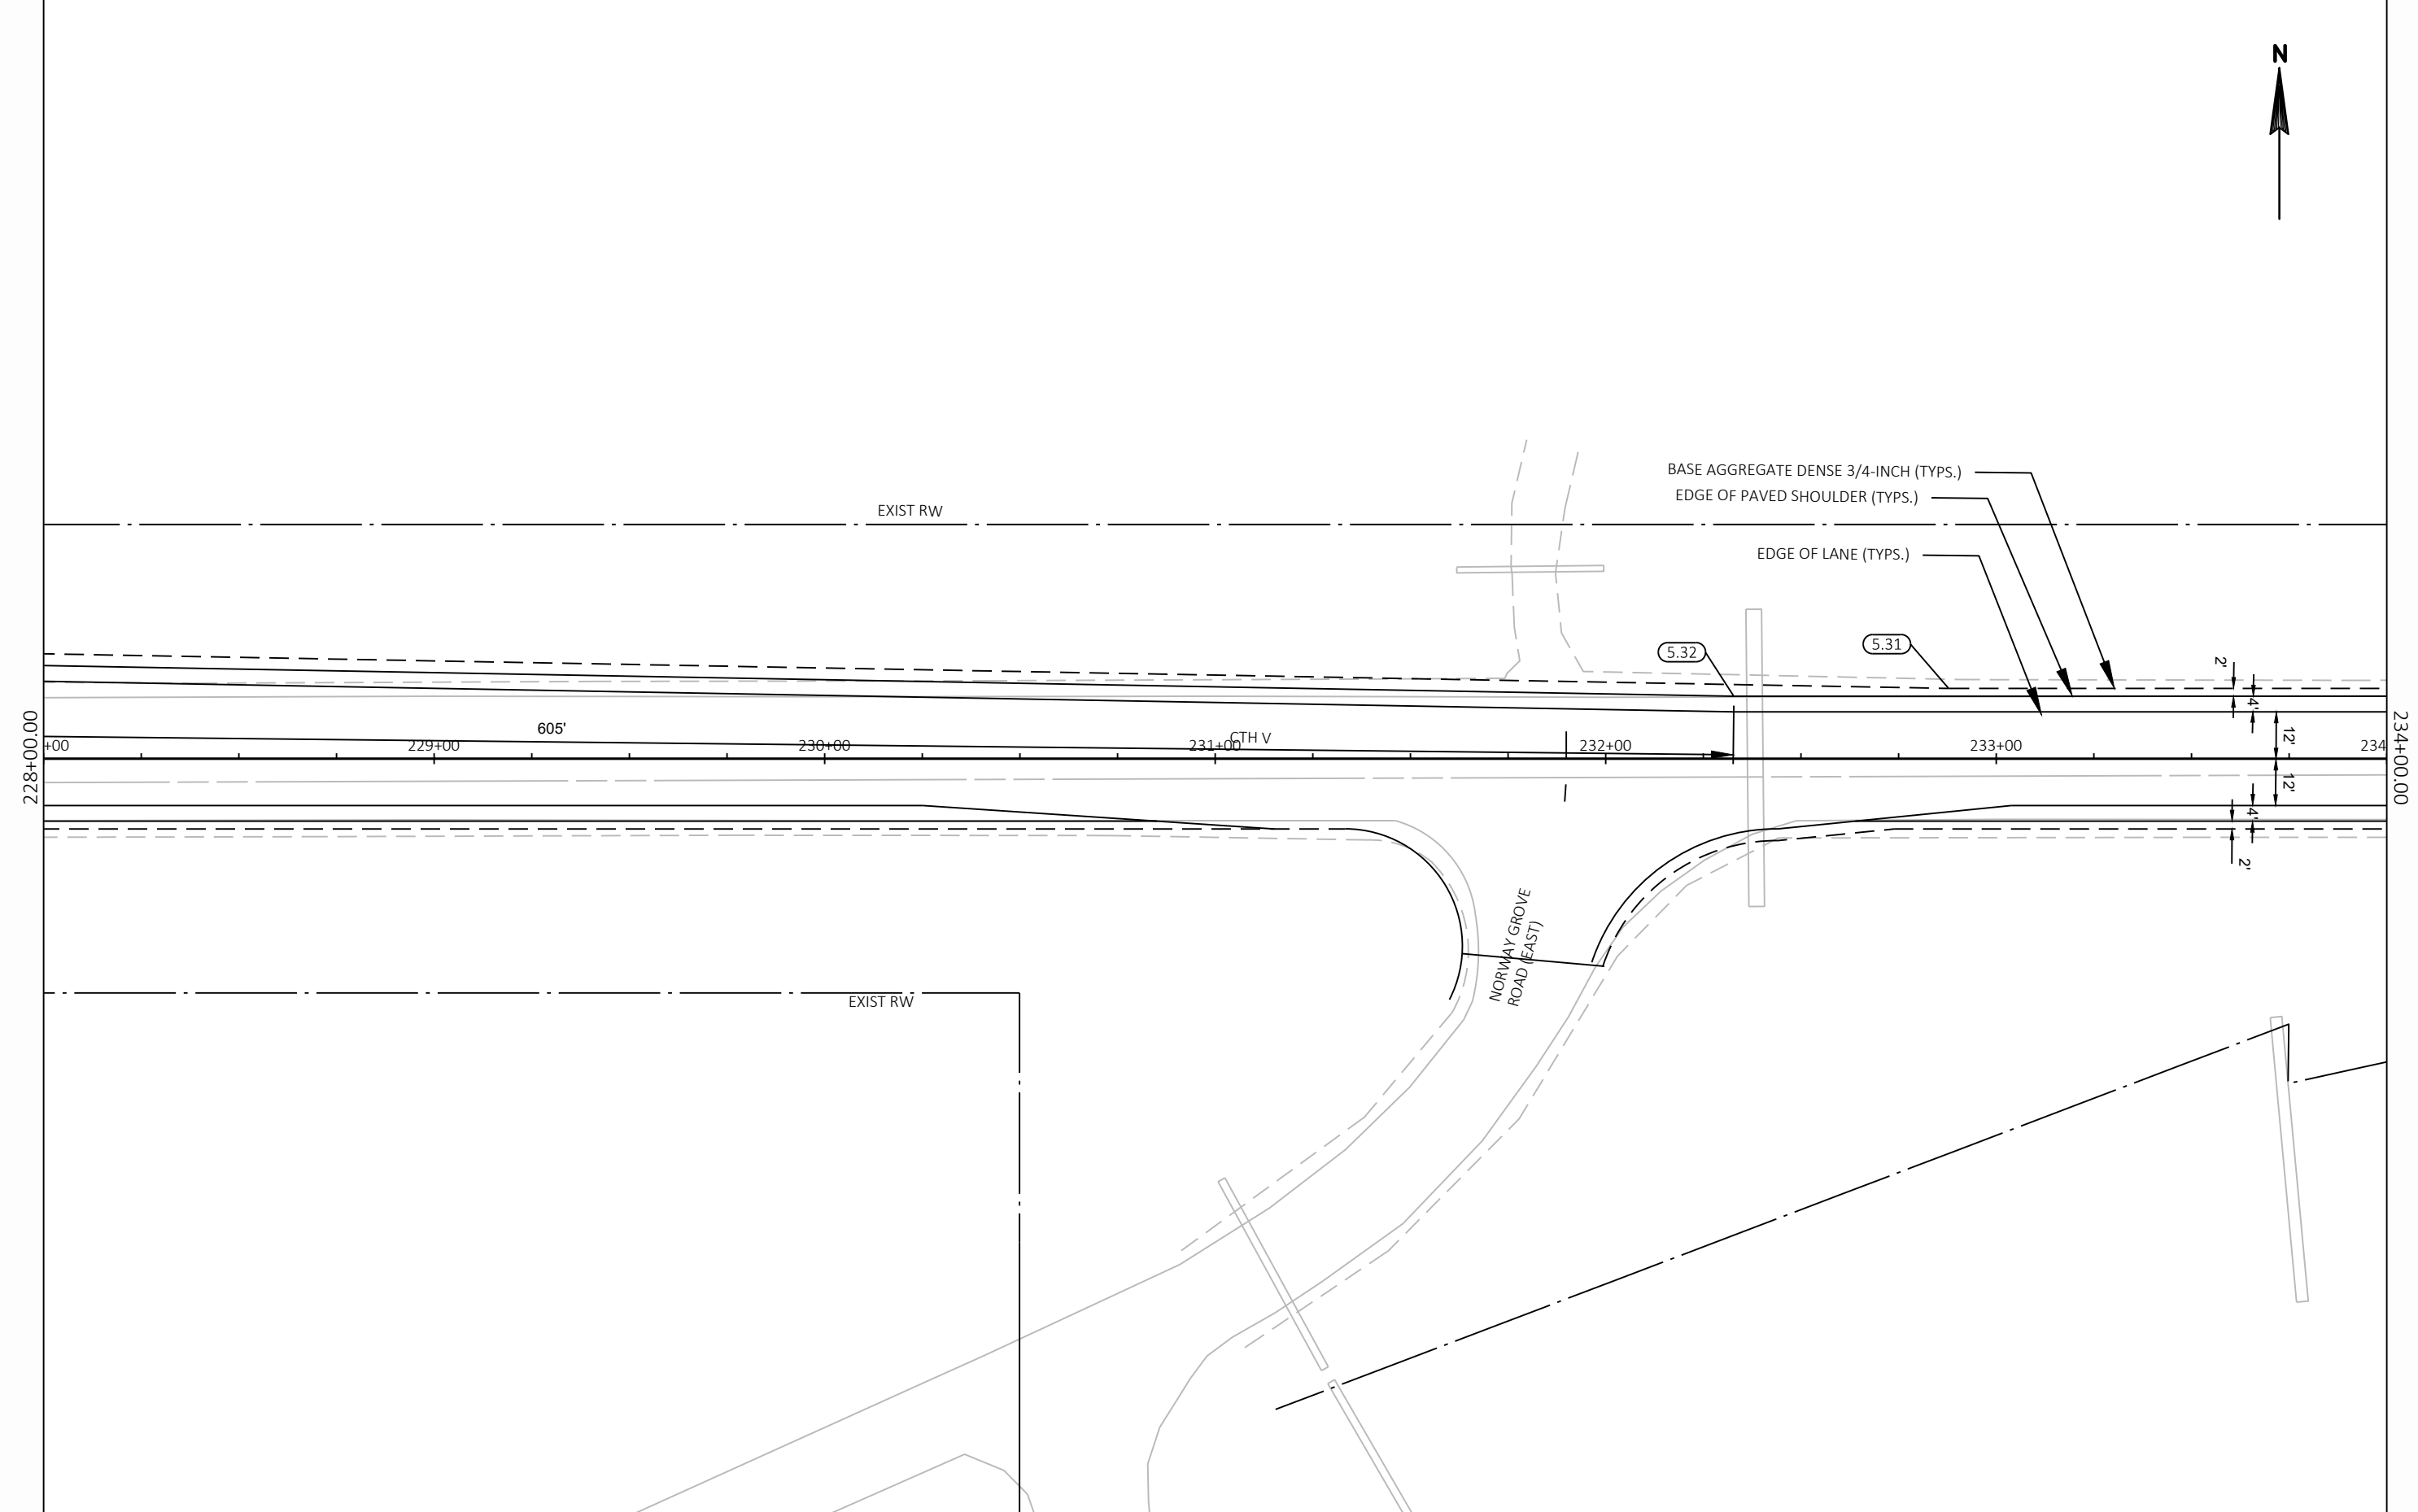 N
BASE AGGREGATE DENSE 3/4-INCH (TYPS.)
EDGE OF PAVED SHOULDER (TYPS.)
EXIST RW
EDGE OF LANE (TYPS.)
5.32
5.31
2'
4'
605'
12'
228+00.00
+00
229+00
230+00
231+00
CTH V
232+00
233+00
234
234+00.00
12'
4'
2'
NORWAY GROVE
ROAD (EAST)
EXIST RW